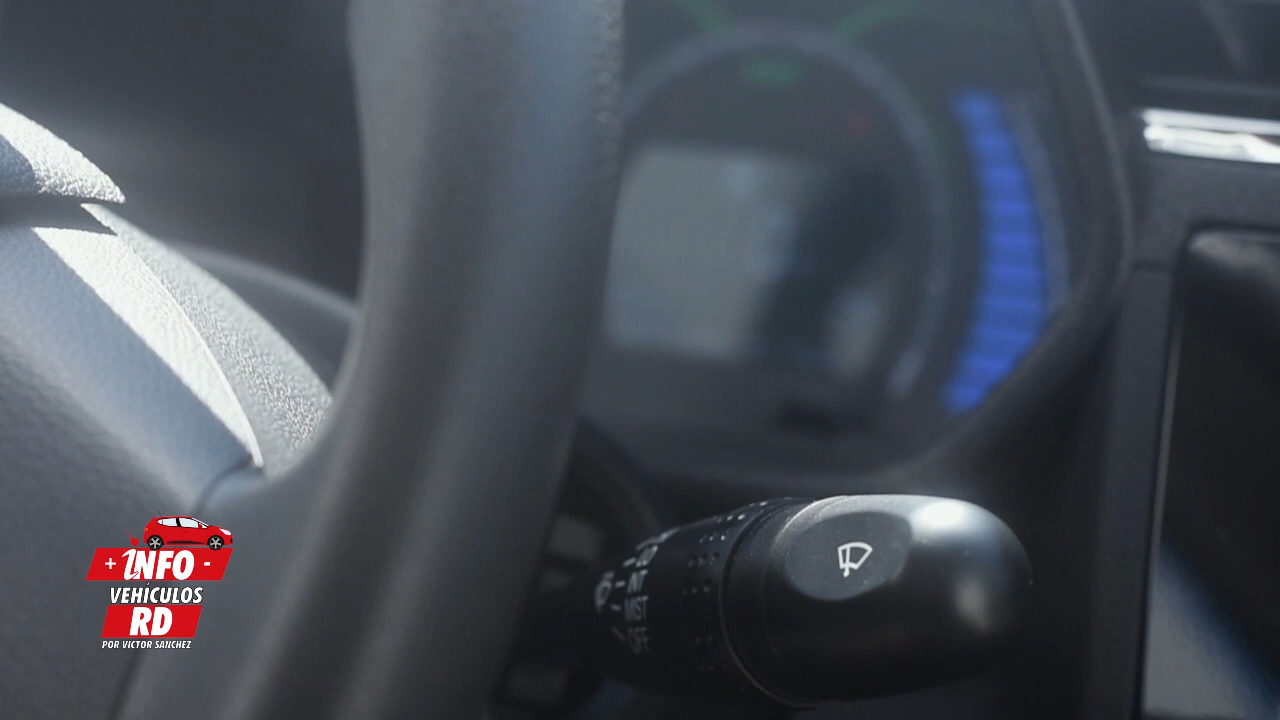 + iNFO -
VEHÍCULOS
RD
POR VICTOR SANCHEZ
INT
MIST
OFF